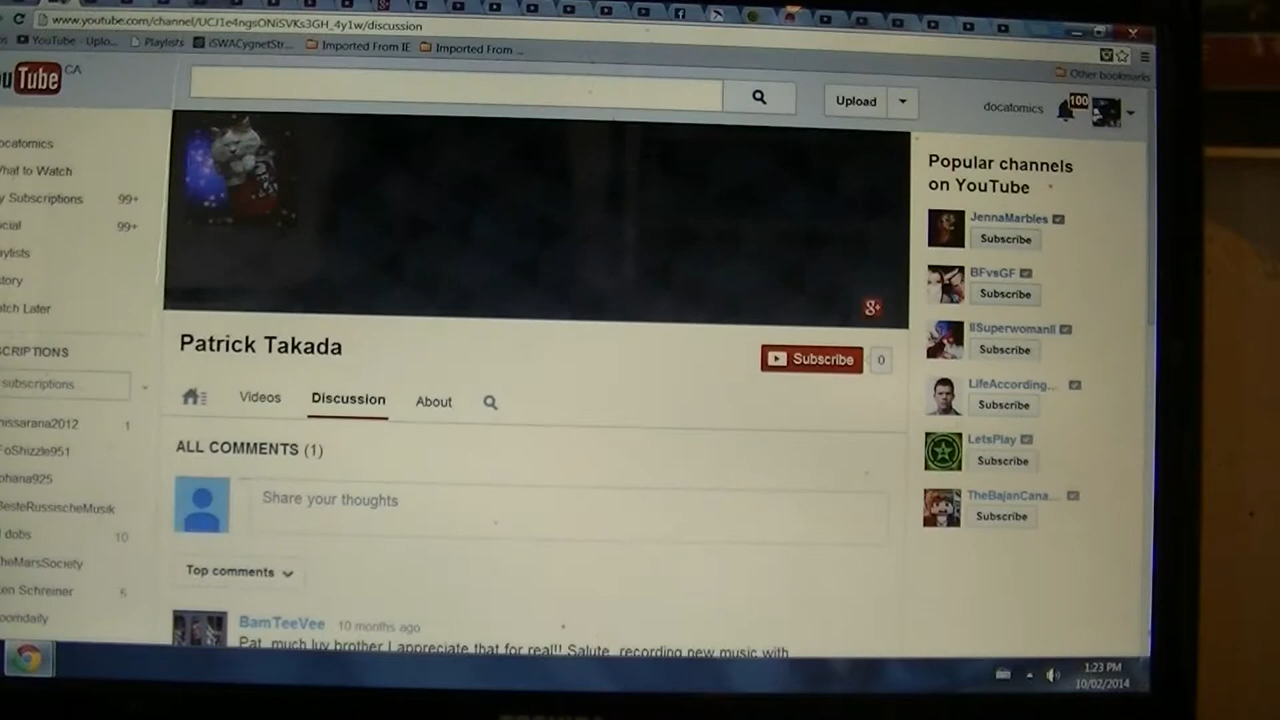 www.youtube.com/channel/UCJ1e4ngsONiSVKs3GH_4y1w/discussion
YouTube - Uplo...
Playlists
iSWACygnetStr...
Imported From IE
Imported From ...
Other bookmarks
Tube CA
Upload
docatomics
100
ocatomics
hat to Watch
y Subscriptions 99+
cial 99+
aylists
tory
atch Later
CRIPTIONS
subscriptions
nissarana2012 1
FoShizzle951
phana925
BesteRussischeMusik
dobs 10
heMarsSociety
en Schreiner
oomdaily
g+
Patrick Takada
Subscribe 0
Videos
Discussion
About
ALL COMMENTS (1)
Share your thoughts
Top comments
BamTeeVee 10 months ago
Pat, much luv brother I appreciate that for real!! Salute, recording new music with
Popular channels
on YouTube
JennaMarbles
Subscribe
BFvsGF
Subscribe
IISuperwomanII
Subscribe
LifeAccording...
Subscribe
LetsPlay
Subscribe
TheBajanCana...
Subscribe
1:23 PM
10/02/2014